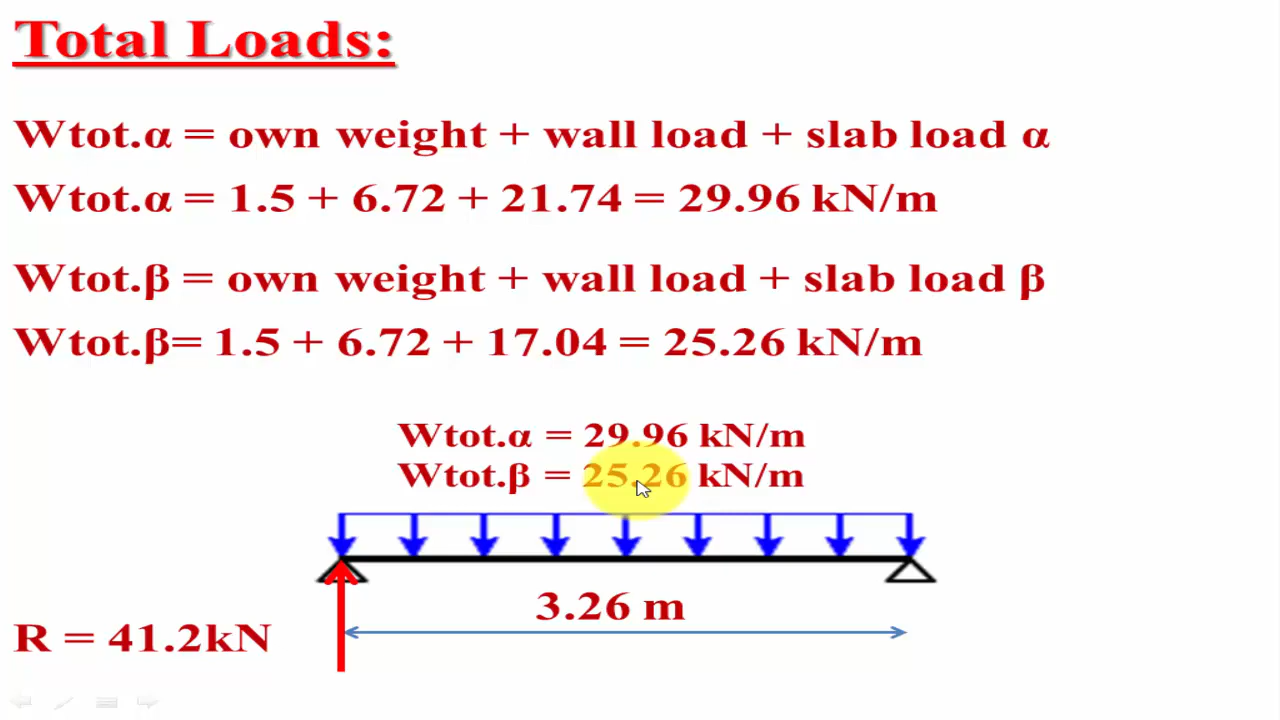 Total Loads:
Wtot.α = own weight + wall load + slab load α
Wtot.α = 1.5 + 6.72 + 21.74 = 29.96 kN/m
Wtot.β = own weight + wall load + slab load β
Wtot.β= 1.5 + 6.72 + 17.04 = 25.26 kN/m
Wtot.α = 29.96 kN/m
Wtot.β = 25.26 kN/m
3.26 m
R = 41.2kN